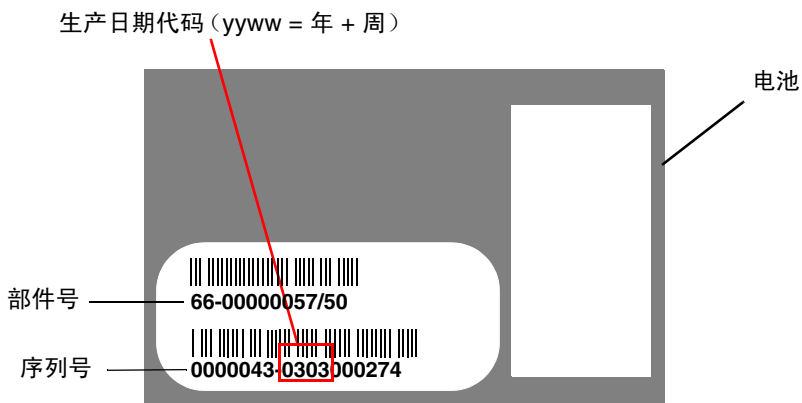 生产日期代码（yyww = 年 + 周）
电池
部件号
66-00000057/50
序列号
0000043-0303000274